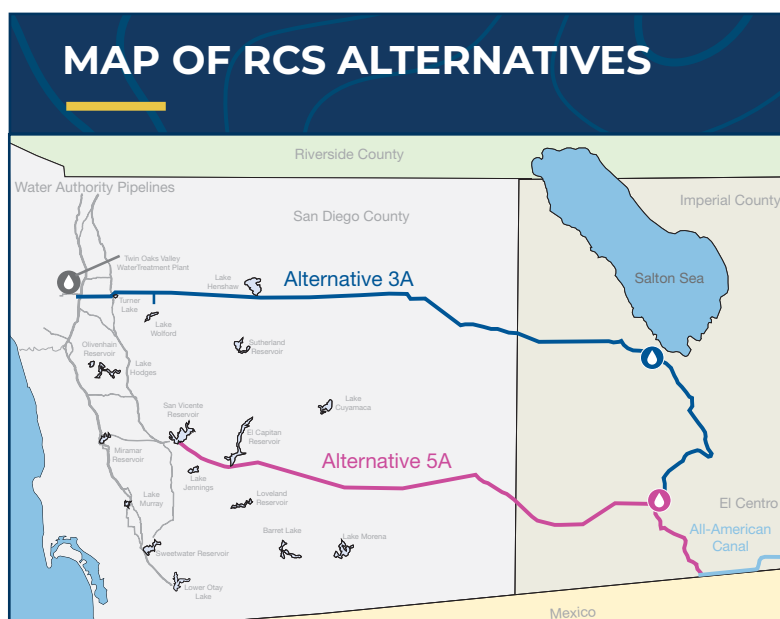 MAP OF RCS ALTERNATIVES
Riverside County
Water Authority Pipelines
Imperial County
San Diego County
Twin Oaks Valley
WaterTreatment Plant
Lake
Henshaw
Alternative 3A
Salton Sea
Turner
Lake
Lake
Wolford
Olivenhain
Reservoir
Sutherland
Reservoir
Lake
Hodges
San Vicente
Reservoir
Lake
Cuyamaca
El Capitan
Reservoir
Miramar
Reservoir
Alternative 5A
Lake
Jennings
Lake
Murray
Loveland
Reservoir
El Centro
Barret Lake
Lake Morena
All-American
Canal
Sweetwater Reservoir
Lower Otay
Lake
Mexico